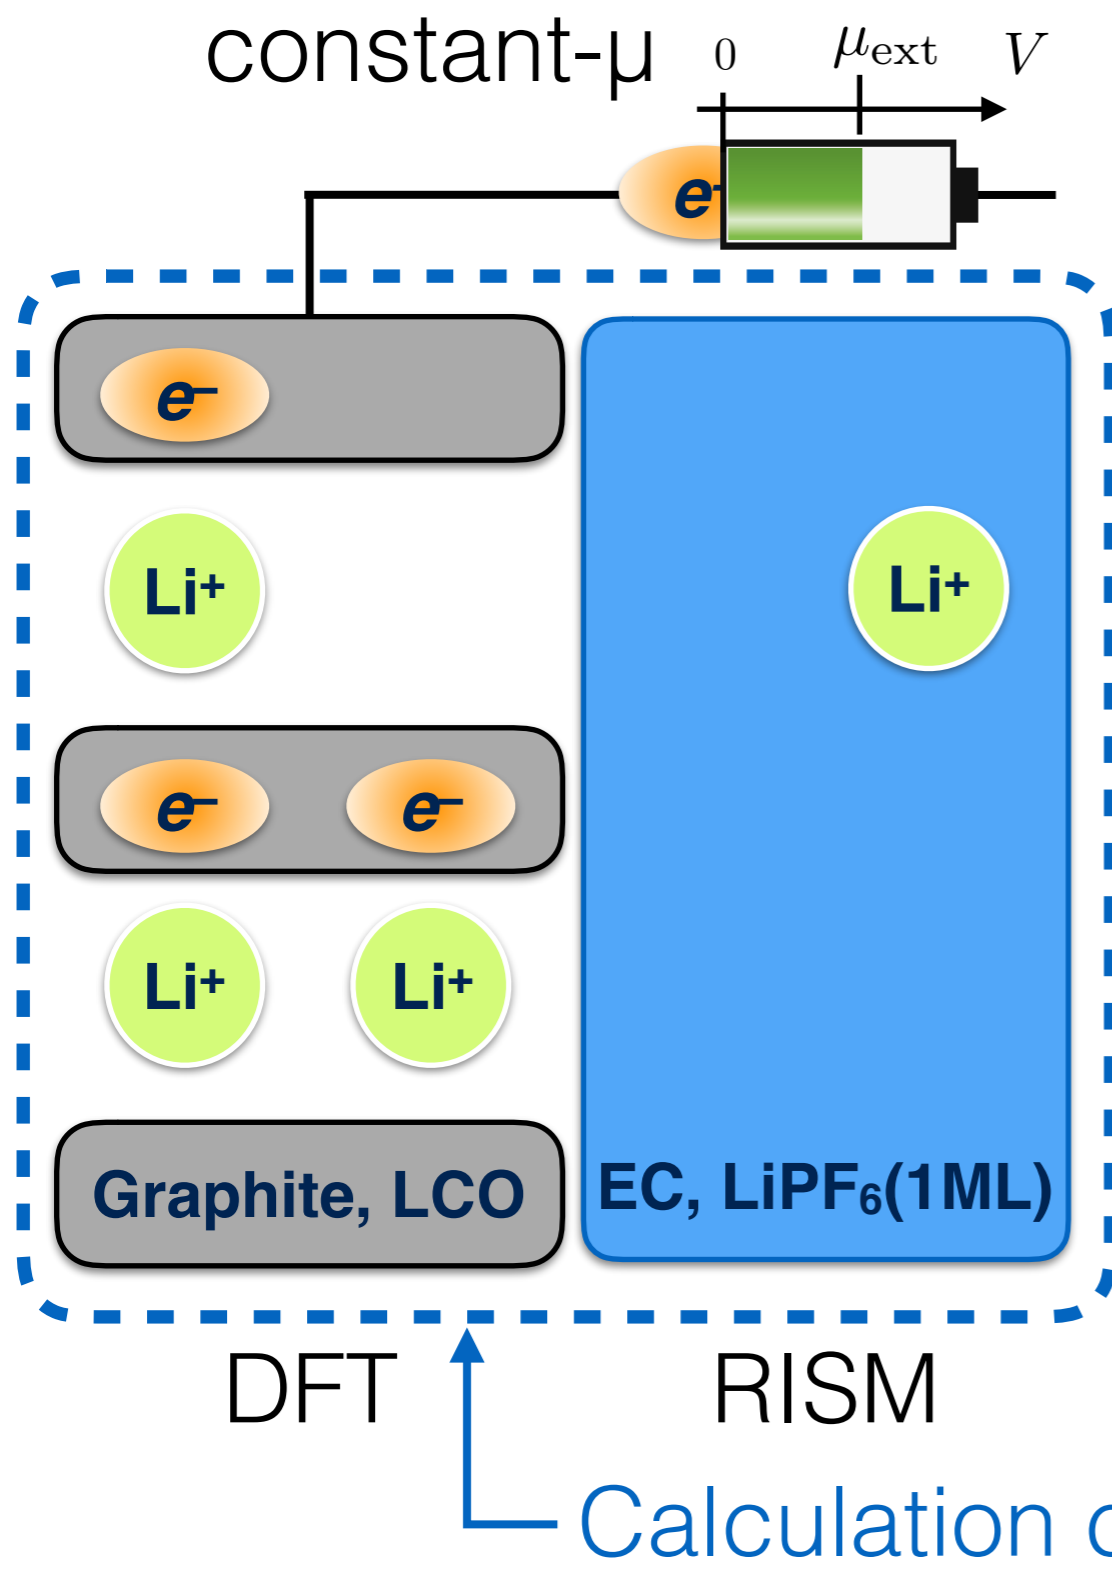 constant-μ
0 μext V
e-
e–
Li+ Li+
e– e–
Li+ Li+
Graphite, LCO EC, LiPF₆(1ML)
DFT RISM
Calculation